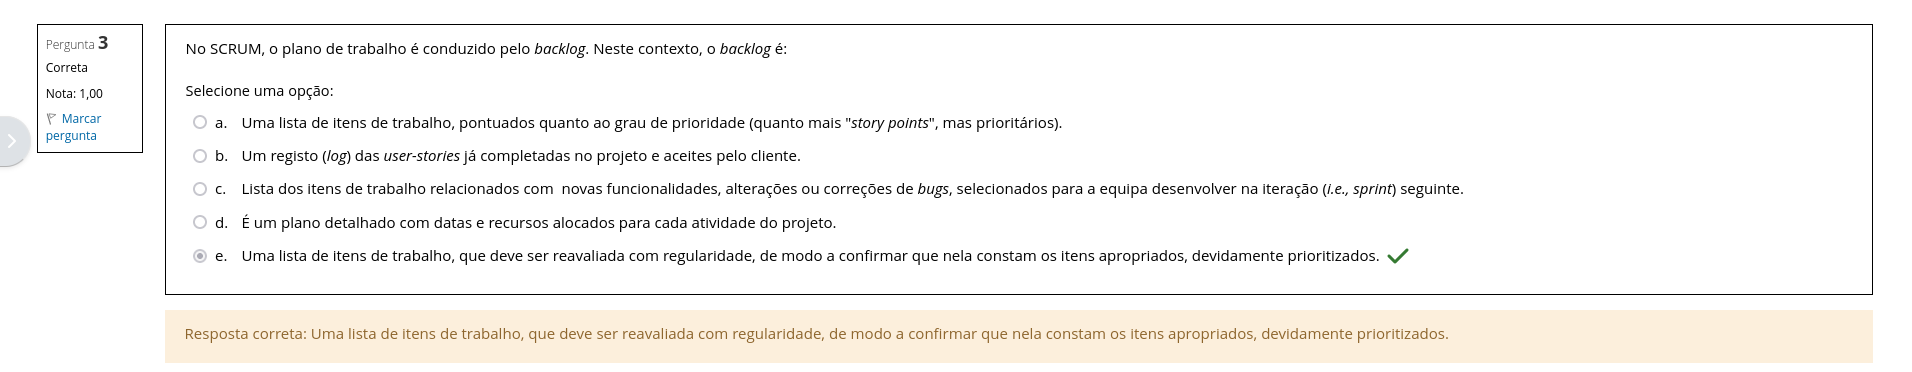 Pergunta 3
Correta
Nota: 1,00
Marcar
pergunta
No SCRUM, o plano de trabalho é conduzido pelo backlog. Neste contexto, o backlog é:
Selecione uma opção:
a. Uma lista de itens de trabalho, pontuados quanto ao grau de prioridade (quanto mais "story points", mas prioritários).
b. Um registo (log) das user-stories já completadas no projeto e aceites pelo cliente.
c. Lista dos itens de trabalho relacionados com novas funcionalidades, alterações ou correções de bugs, selecionados para a equipa desenvolver na iteração (i.e., sprint) seguinte.
d. É um plano detalhado com datas e recursos alocados para cada atividade do projeto.
e. Uma lista de itens de trabalho, que deve ser reavaliada com regularidade, de modo a confirmar que nela constam os itens apropriados, devidamente prioritizados.
Resposta correta: Uma lista de itens de trabalho, que deve ser reavaliada com regularidade, de modo a confirmar que nela constam os itens apropriados, devidamente prioritizados.